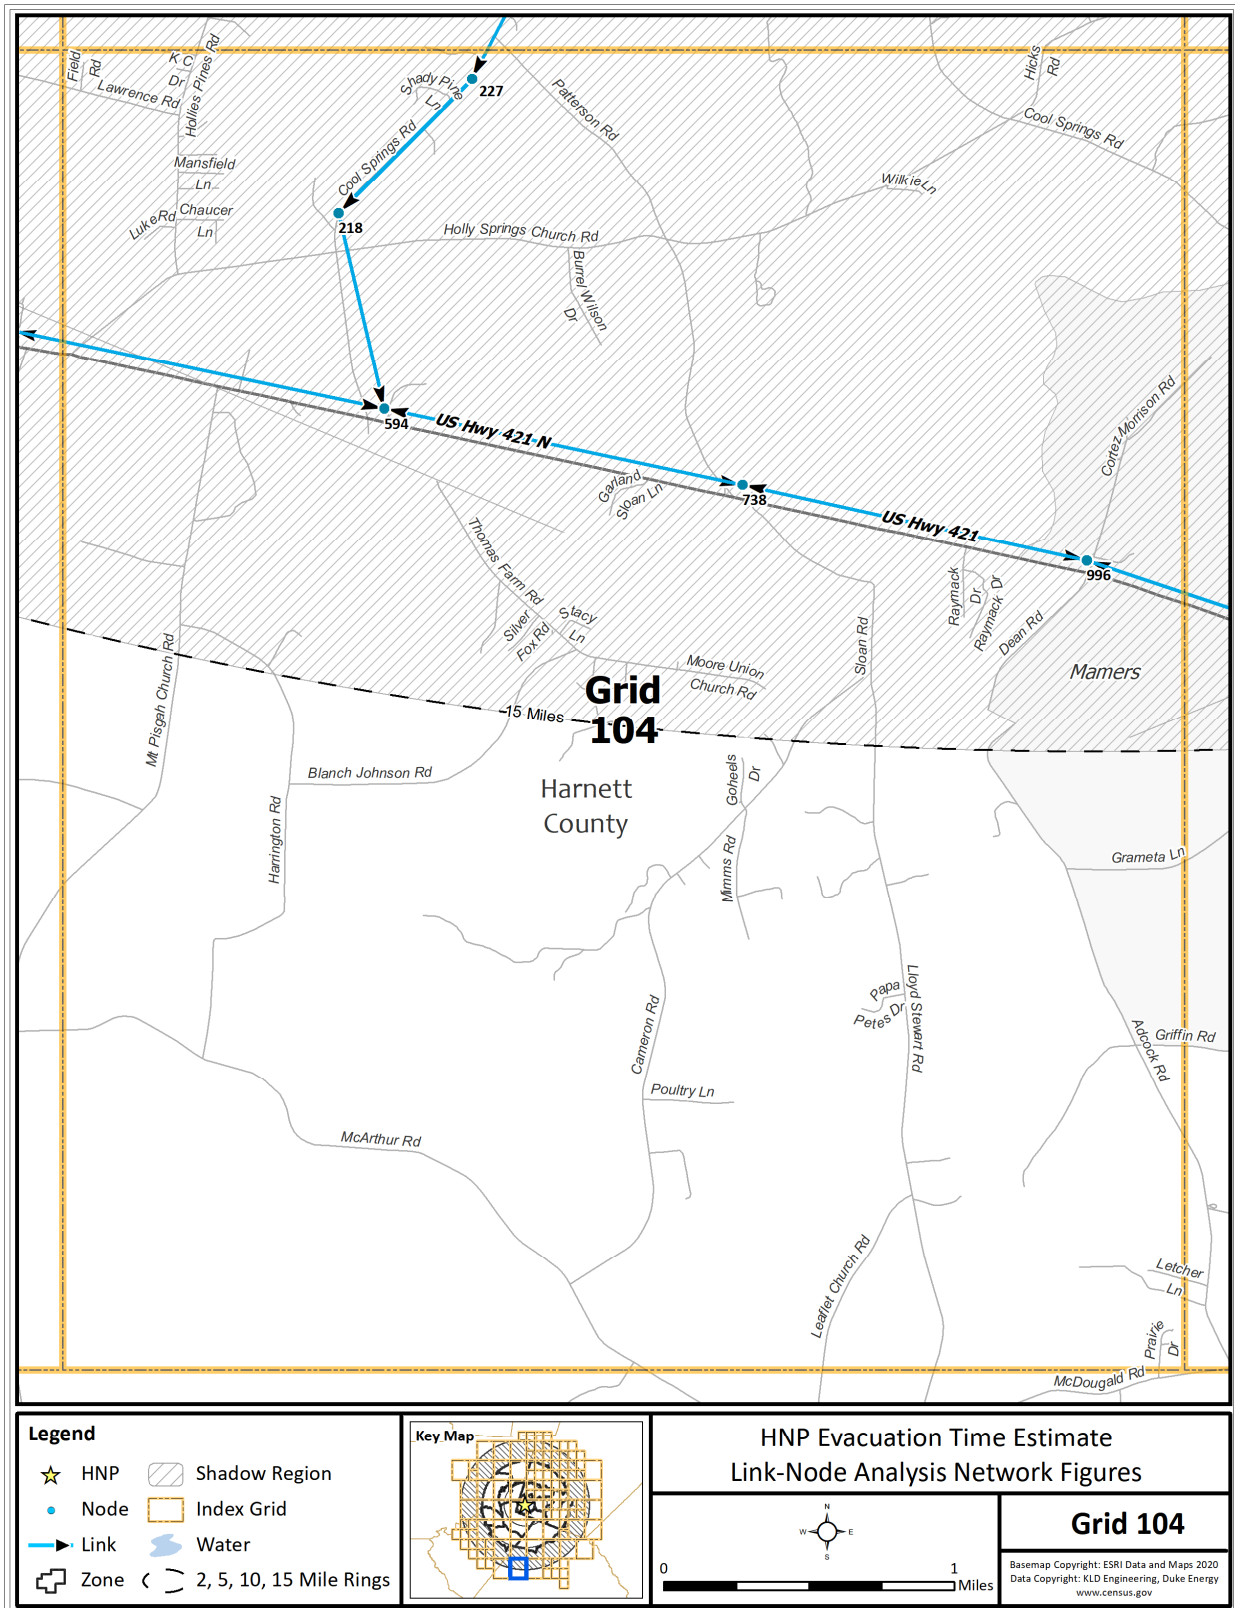 Field
Rd
K C
Dr
Hollies Pines Rd
Lawrence Rd
Mansfield
Ln
Luke Rd
Chaucer
Ln
Shady Pine
Ln
227
Patterson Rd
Hicks
Rd
Cool Springs Rd
Cool Springs Rd
Wilkie Ln
218
Holly Springs Church Rd
Burrel Wilson
Dr
594
US Hwy 421 N
Garland
Sloan Ln
738
US Hwy 421
Cortez Morrison Rd
996
Thomas Farm Rd
Silver
Fox Rd
Stacy
Ln
Raymack
Dr
Raymack Dr
Dean Rd
Sloan Rd
Mamers
Moore Union
Church Rd
Mt Pisgah Church Rd
Grid
104
15 Miles
Blanch Johnson Rd
Harnett
County
Goheels
Dr
Harrington Rd
Mimms Rd
Grameta Ln
Papa
Petes Dr
Lloyd Stewart Rd
Cameron Rd
Adcock Rd
Griffin Rd
Poultry Ln
McArthur Rd
Leaflet Church Rd
Letcher
Ln
Prairie
Dr
McDougald Rd
Legend
HNP
Shadow Region
Node
Index Grid
Link
Water
Zone
2, 5, 10, 15 Mile Rings
Key Map
HNP Evacuation Time Estimate
Link-Node Analysis Network Figures
N
W
E
S
0
1
Miles
Grid 104
Basemap Copyright: ESRI Data and Maps 2020
Data Copyright: KLD Engineering, Duke Energy
www.census.gov